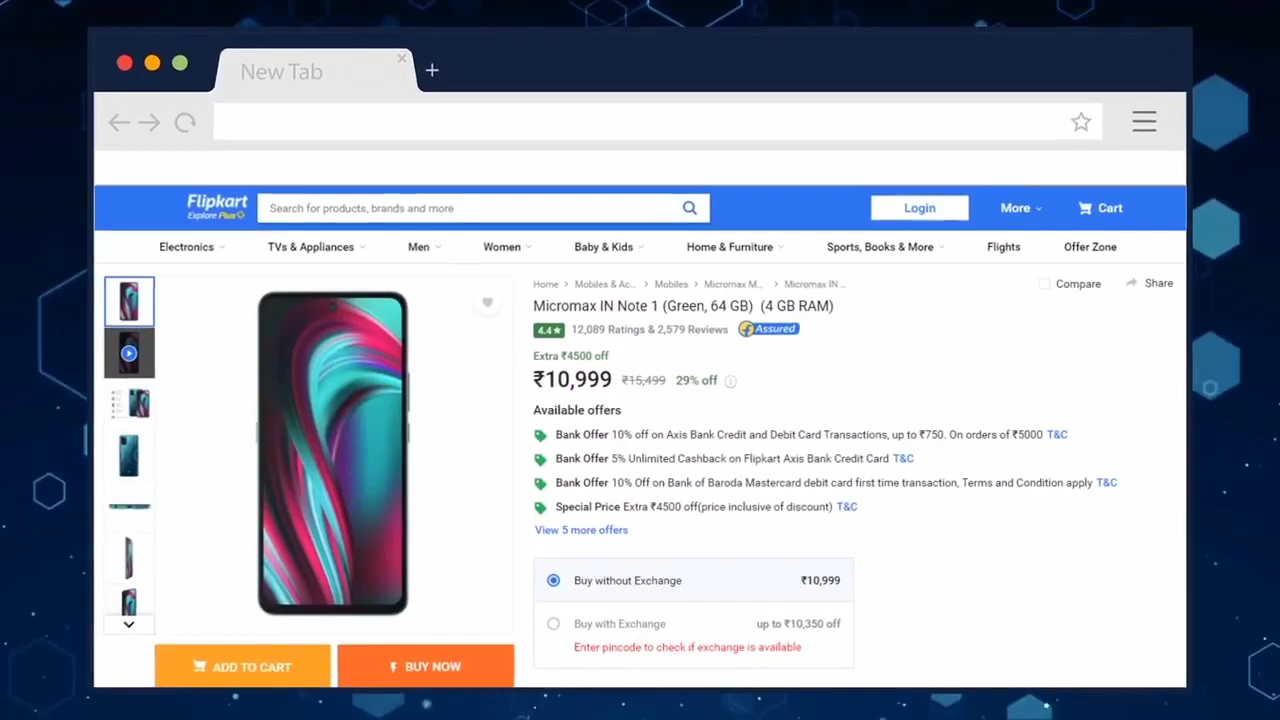 New Tab
Flipkart
Explore Plus
Search for products, brands and more
Login
More
Cart
Electronics
TVs & Appliances
Men
Women
Baby & Kids
Home & Furniture
Sports, Books & More
Flights
Offer Zone
Home > Mobiles & Ac... > Mobiles > Micromax M... > Micromax IN ...
Compare
Share
Micromax IN Note 1 (Green, 64 GB) (4 GB RAM)
4.4★ 12,089 Ratings & 2,579 Reviews Assured
Extra ₹4500 off
₹10,999 ₹15,499 29% off
Available offers
Bank Offer 10% off on Axis Bank Credit and Debit Card Transactions, up to ₹750. On orders of ₹5000 T&C
Bank Offer 5% Unlimited Cashback on Flipkart Axis Bank Credit Card T&C
Bank Offer 10% Off on Bank of Baroda Mastercard debit card first time transaction, Terms and Condition apply T&C
Special Price Extra ₹4500 off(price inclusive of discount) T&C
View 5 more offers
Buy without Exchange ₹10,999
Buy with Exchange up to ₹10,350 off
Enter pincode to check if exchange is available
ADD TO CART
BUY NOW